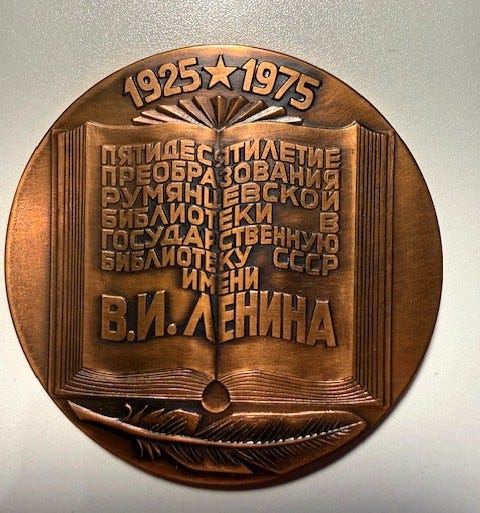 1925 ★ 1975
ПЯТИДЕСЯТИЛЕТИЕ
ПРЕОБРАЗОВАНИЯ
РУМЯНЦЕВСКОЙ
БИБЛИОТЕКИ В
ГОСУДАРСТВЕННУЮ
БИБЛИОТЕКУ СССР
ИМЕНИ
В.И. ЛЕНИНА